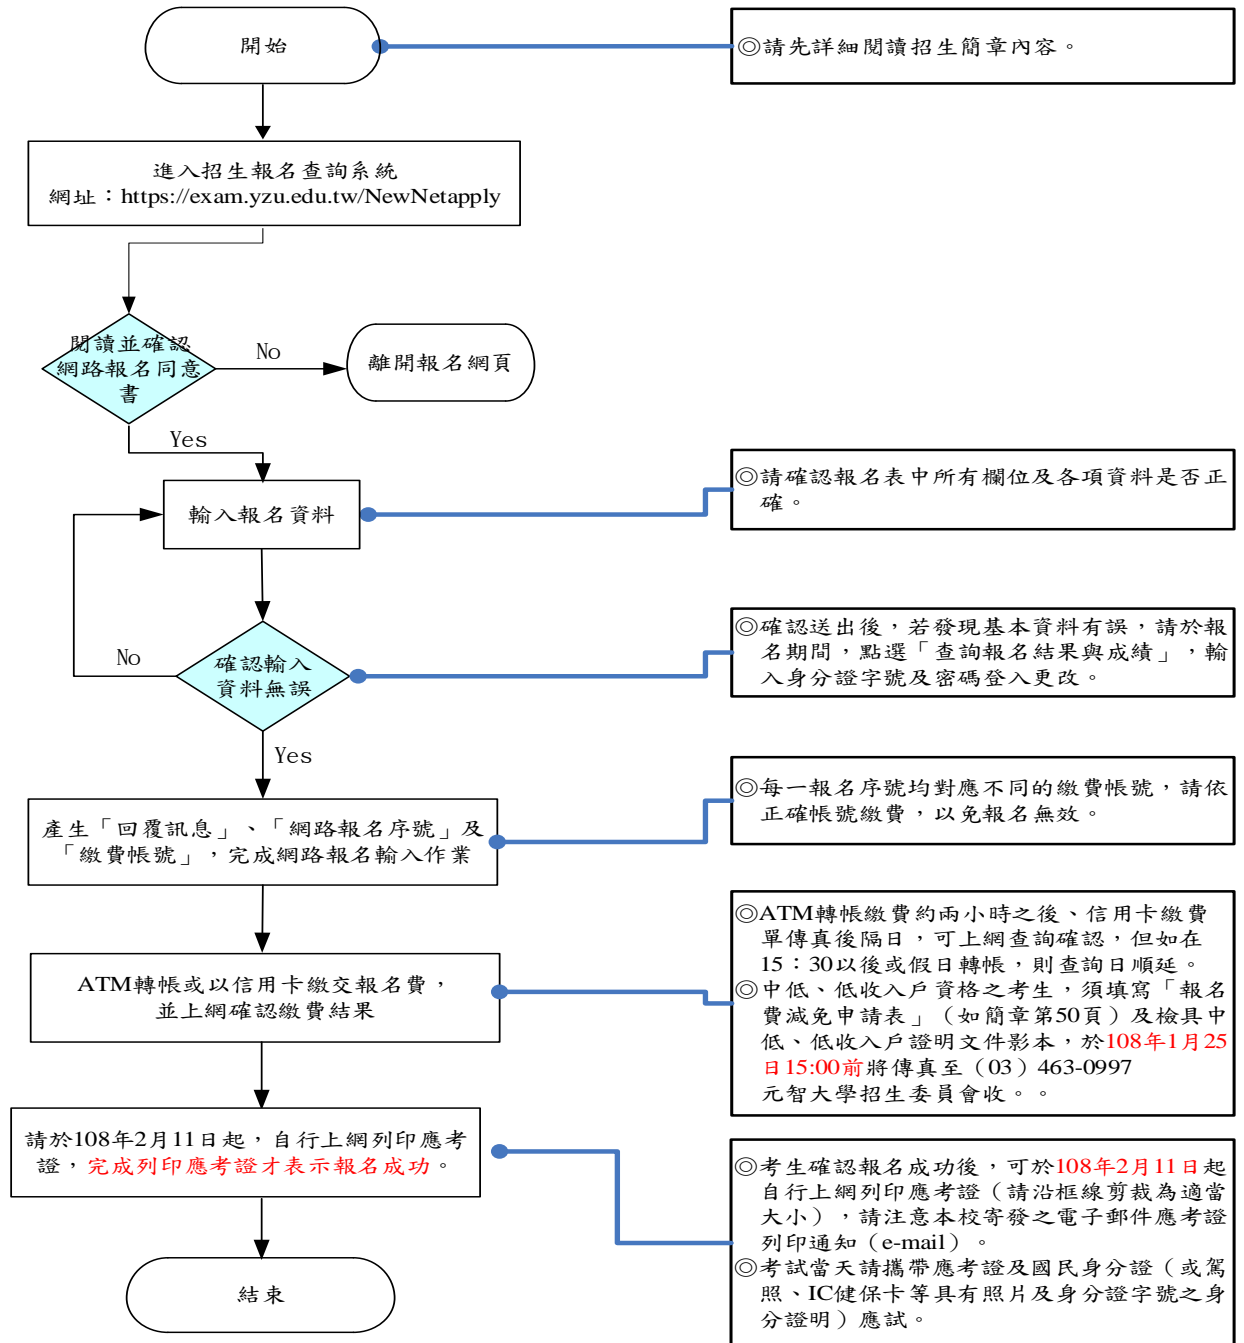 開始
◎請先詳細閱讀招生簡章內容。
進入招生報名查詢系統
網址：https://exam.yzu.edu.tw/NewNetapply
閱讀並確認
網路報名同意
書
No
離開報名網頁
Yes
◎請確認報名表中所有欄位及各項資料是否正
確。
輸入報名資料
◎確認送出後，若發現基本資料有誤，請於報
名期間，點選「查詢報名結果與成績」，輸
入身分證字號及密碼登入更改。
No
確認輸入
資料無誤
Yes
◎每一報名序號均對應不同的繳費帳號，請依
正確帳號繳費，以免報名無效。
產生「回覆訊息」、「網路報名序號」及
「繳費帳號」，完成網路報名輸入作業
◎ATM轉帳繳費約兩小時之後、信用卡繳費
單傳真後隔日，可上網查詢確認，但如在
15：30以後或假日轉帳，則查詢日順延。
◎中低、低收入戶資格之考生，須填寫「報名
費減免申請表」（如簡章第50頁）及檢具中
低、低收入戶證明文件影本，於108年1月25
日15:00前將傳真至（03）463-0997
元智大學招生委員會收。。
ATM轉帳或以信用卡繳交報名費，
並上網確認繳費結果
請於108年2月11日起，自行上網列印應考
證，完成列印應考證才表示報名成功。
◎考生確認報名成功後，可於108年2月11日起
自行上網列印應考證（請沿框線剪裁為適當
大小），請注意本校寄發之電子郵件應考證
列印通知（e-mail）。
◎考試當天請攜帶應考證及國民身分證（或駕
照、IC健保卡等具有照片及身分證字號之身
分證明）應試。
結束